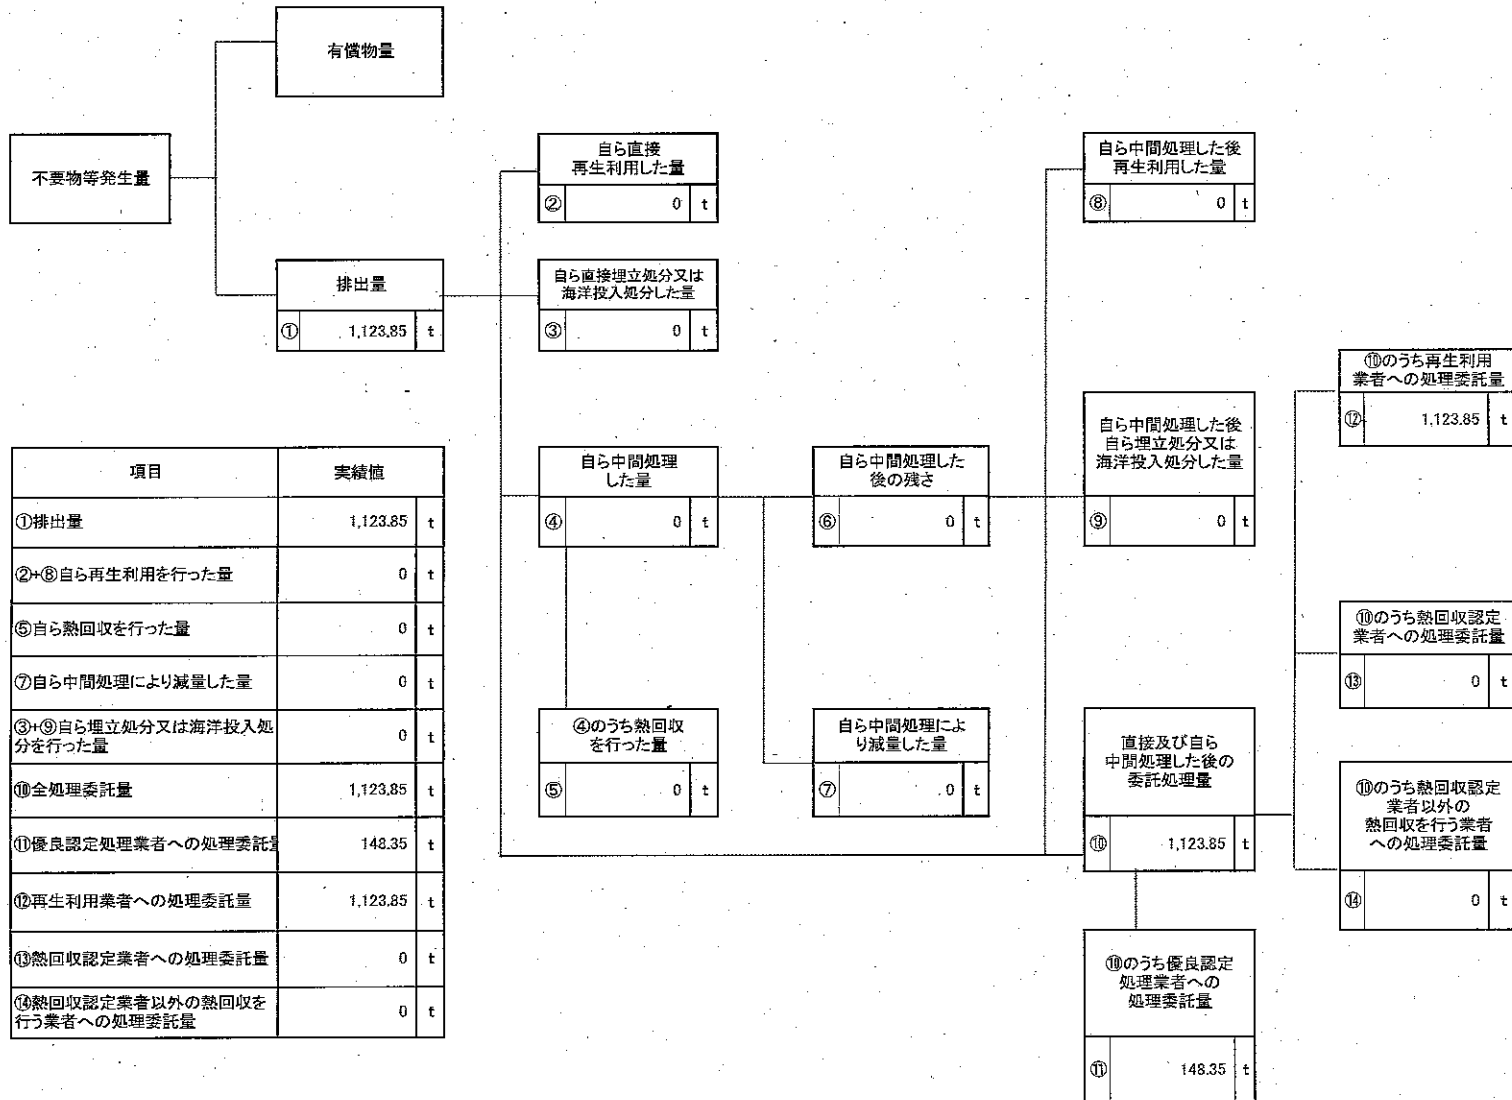 有償物量
不要物等発生量
排出量
① 1,123.85 t
自ら直接
再生利用した量
② 0 t
自ら直接埋立処分又は
海洋投入処分した量
③ 0 t
自ら中間処理
した量
④ 0 t
④のうち熱回収
を行った量
⑤ 0 t
自ら中間処理した
後の残さ
⑥ 0 t
自ら中間処理によ
り減量した量
⑦ 0 t
自ら中間処理した後
再生利用した量
⑧ 0 t
自ら中間処理した後
自ら埋立処分又は
海洋投入処分した量
⑨ 0 t
直接及び自ら
中間処理した後の
委託処理量
⑩ 1,123.85 t
⑩のうち優良認定
処理業者への
処理委託量
⑪ 148.35 t
⑩のうち再生利用
業者への処理委託量
⑫ 1,123.85 t
⑩のうち熱回収認定
業者への処理委託量
⑬ 0 t
⑩のうち熱回収認定
業者以外の
熱回収を行う業者
への処理委託量
⑭ 0 t
項目 実績値
①排出量 1,123.85 t
②+⑧自ら再生利用を行った量 0 t
⑤自ら熱回収を行った量 0 t
⑦自ら中間処理により減量した量 0 t
③+⑨自ら埋立処分又は海洋投入処
分を行った量 0 t
⑩全処理委託量 1,123.85 t
⑪優良認定処理業者への処理委託量 148.35 t
⑫再生利用業者への処理委託量 1,123.85 t
⑬熱回収認定業者への処理委託量 0 t
⑭熱回収認定業者以外の熱回収を
行う業者への処理委託量 0 t